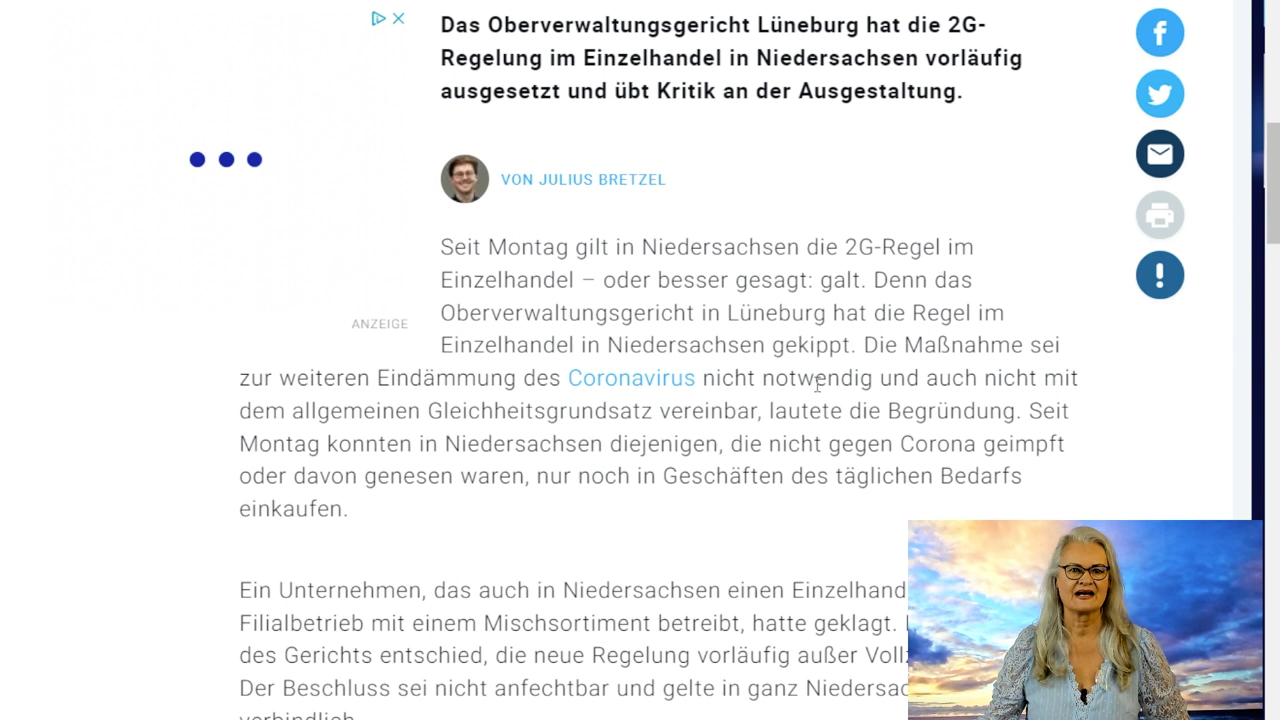 Das Oberverwaltungsgericht Lüneburg hat die 2G-
Regelung im Einzelhandel in Niedersachsen vorläufig
ausgesetzt und übt Kritik an der Ausgestaltung.
VON JULIUS BRETZEL
Seit Montag gilt in Niedersachsen die 2G-Regel im
Einzelhandel – oder besser gesagt: galt. Denn das
Oberverwaltungsgericht in Lüneburg hat die Regel im
ANZEIGE
Einzelhandel in Niedersachsen gekippt. Die Maßnahme sei
zur weiteren Eindämmung des Coronavirus nicht notwendig und auch nicht mit
dem allgemeinen Gleichheitsgrundsatz vereinbar, lautete die Begründung. Seit
Montag konnten in Niedersachsen diejenigen, die nicht gegen Corona geimpft
oder davon genesen waren, nur noch in Geschäften des täglichen Bedarfs
einkaufen.
Ein Unternehmen, das auch in Niedersachsen einen Einzelhand
Filialbetrieb mit einem Mischsortiment betreibt, hatte geklagt.
des Gerichts entschied, die neue Regelung vorläufig außer Voll
Der Beschluss sei nicht anfechtbar und gelte in ganz Niedersac
verbindlich